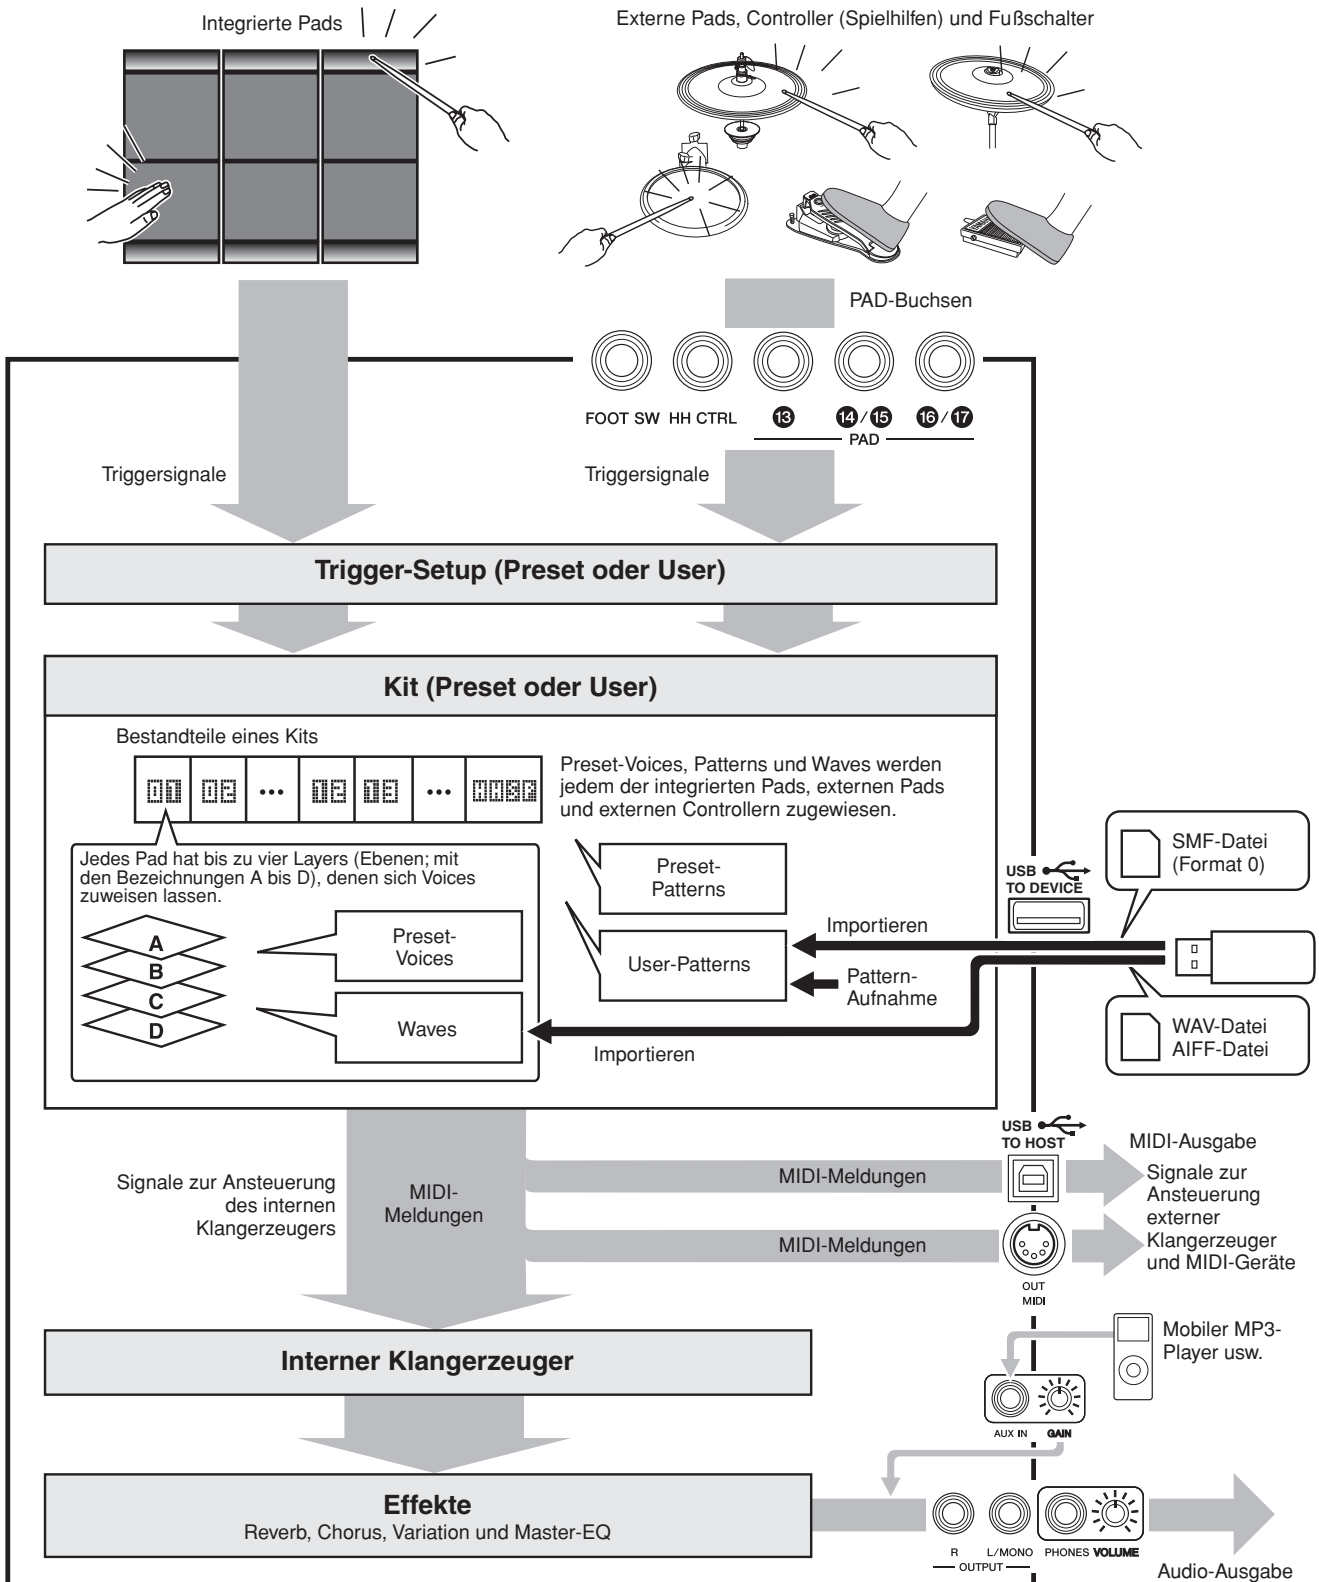 Integrierte Pads
Externe Pads, Controller (Spielhilfen) und Fußschalter
PAD-Buchsen
FOOT SW HH CTRL 13 14/15 16/17
PAD
Triggersignale
Triggersignale
Trigger-Setup (Preset oder User)
Kit (Preset oder User)
Bestandteile eines Kits
01 02 ••• 12 13 •••
Preset-Voices, Patterns und Waves werden
jedem der integrierten Pads, externen Pads
und externen Controllern zugewiesen.
Jedes Pad hat bis zu vier Layers (Ebenen; mit
den Bezeichnungen A bis D), denen sich Voices
zuweisen lassen.
A
B
C
D
Preset-
Voices
Waves
Preset-
Patterns
User-Patterns
Importieren
Pattern-
Aufnahme
Importieren
USB
TO DEVICE
SMF-Datei
(Format 0)
WAV-Datei
AIFF-Datei
USB
TO HOST
MIDI-Ausgabe
Signale zur
Ansteuerung
externer
Klangerzeuger
und MIDI-Geräte
Signale zur Ansteuerung
des internen
Klangerzeugers
MIDI-
Meldungen
MIDI-Meldungen
MIDI-Meldungen
OUT
MIDI
Mobiler MP3-
Player usw.
Interner Klangerzeuger
AUX IN GAIN
Effekte
Reverb, Chorus, Variation und Master-EQ
R L/MONO PHONES VOLUME
OUTPUT
Audio-Ausgabe